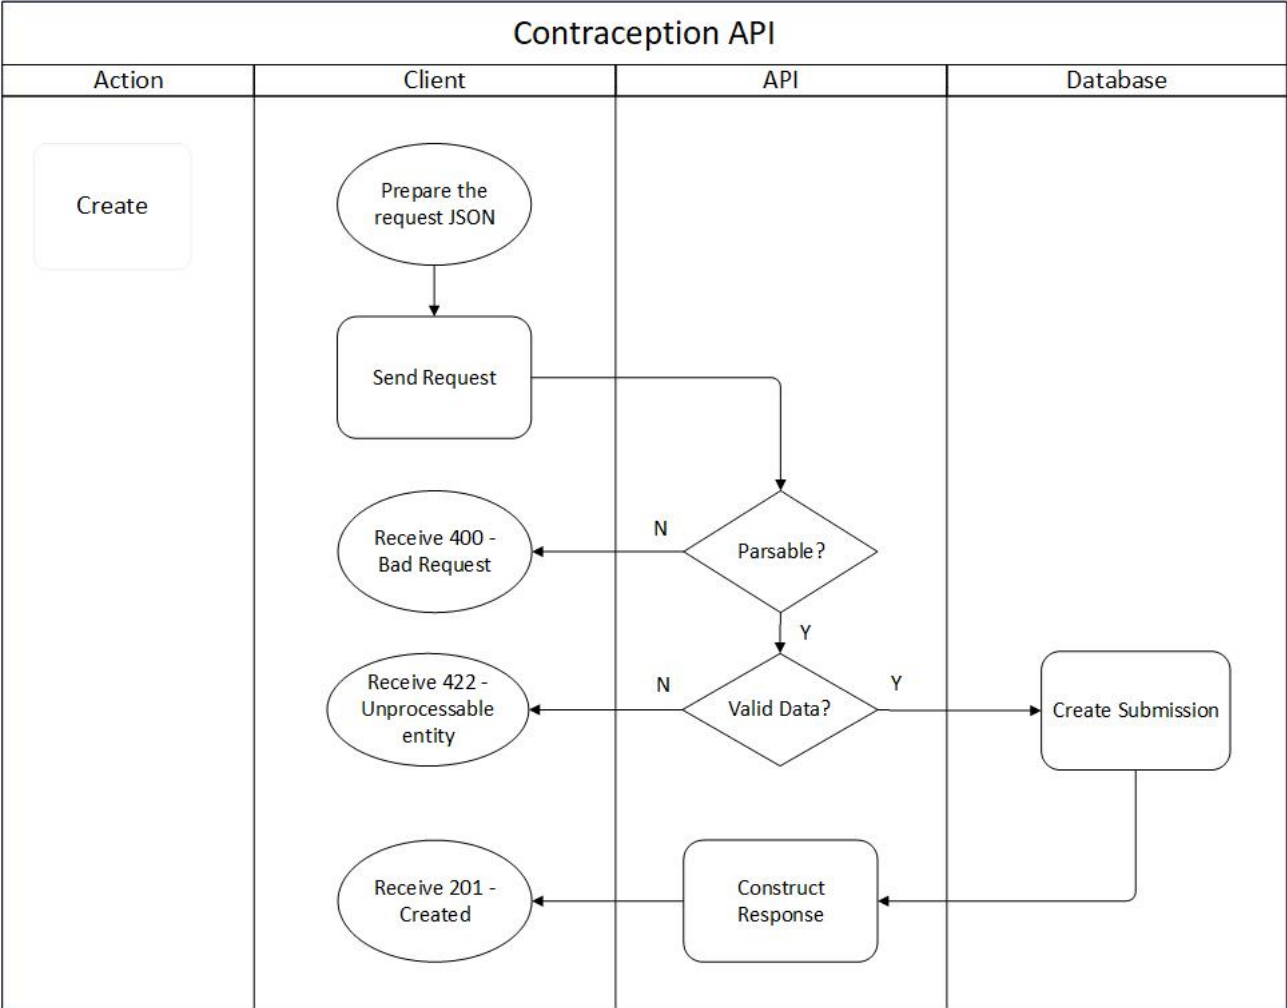 Contraception API
Action
Client
API
Database
Create
Prepare the
request JSON
Send Request
Receive 400 -
Bad Request
N
Parsable?
Y
Receive 422 -
Unprocessable
entity
N
Valid Data?
Y
Create Submission
Receive 201 -
Created
Construct
Response